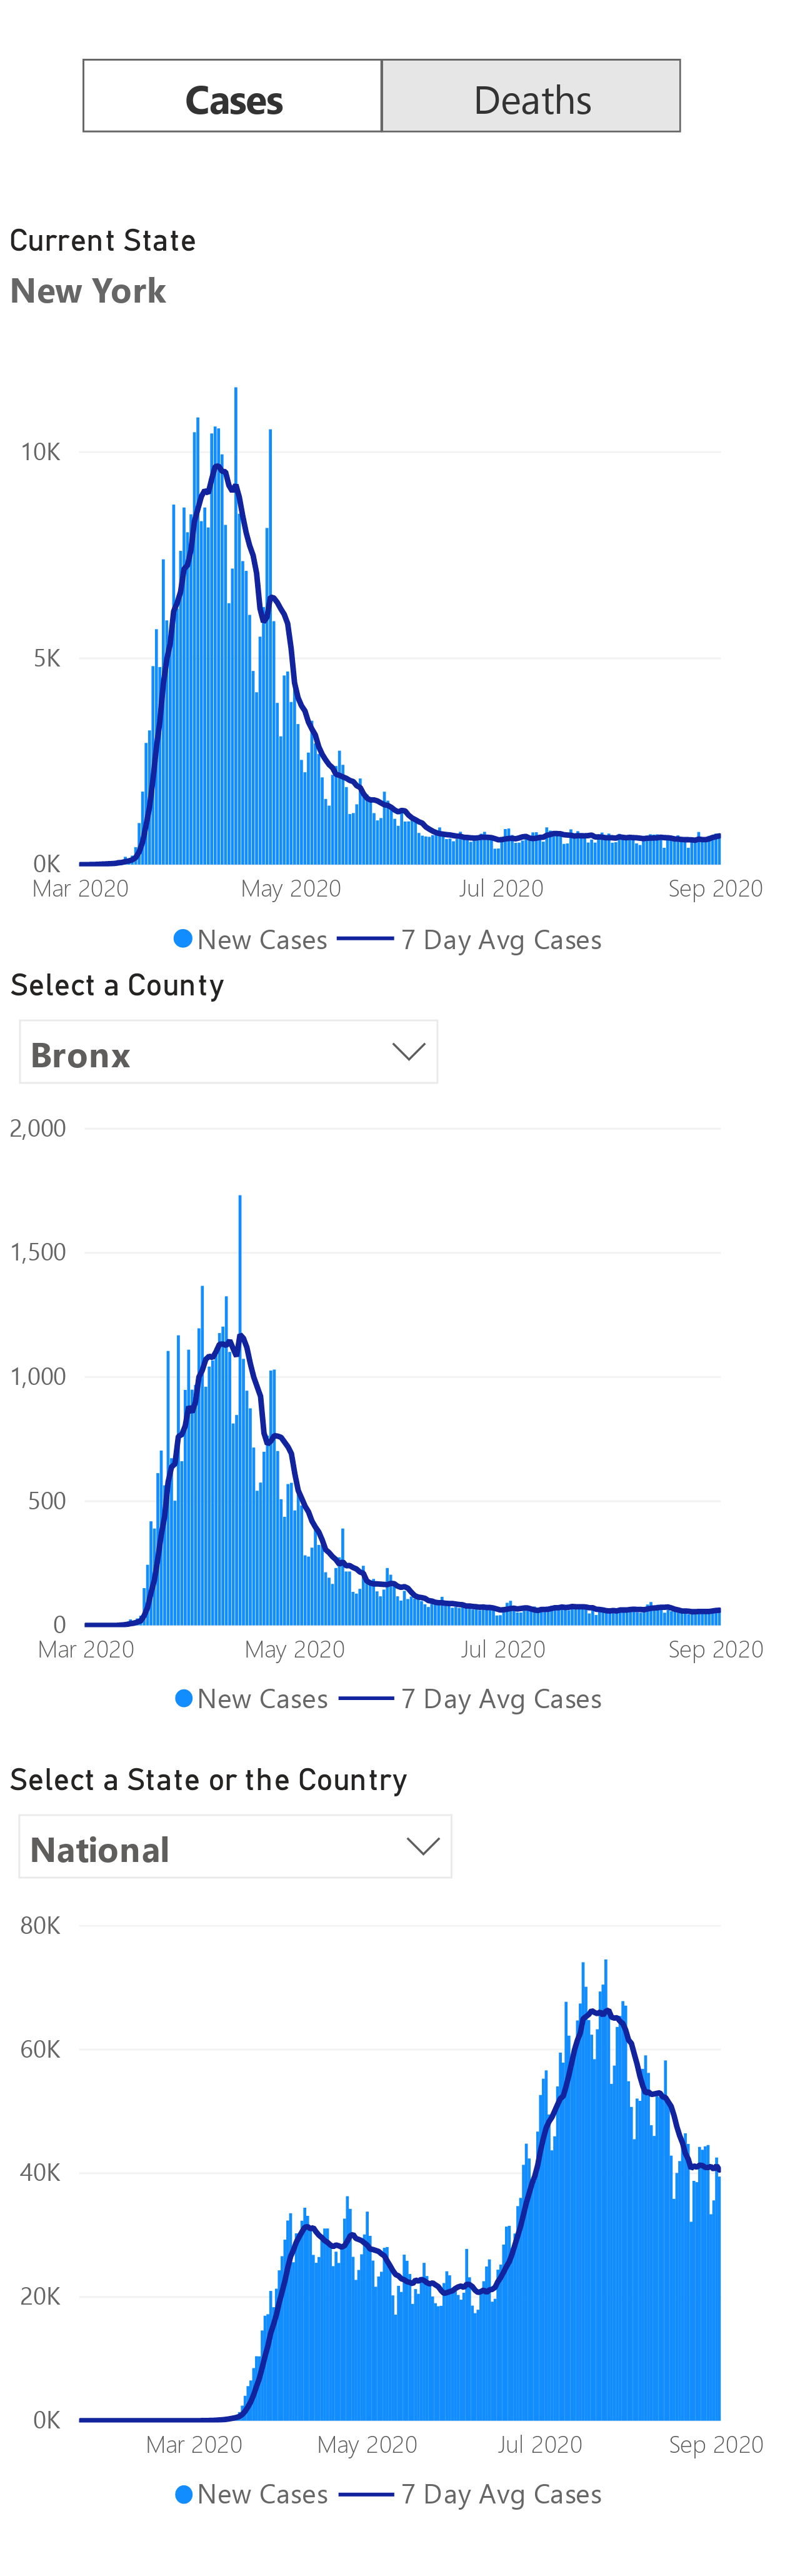 Cases Deaths
Current State
New York
10K
5K
0K
Mar 2020 May 2020 Jul 2020 Sep 2020
New Cases 7 Day Avg Cases
Select a County
Bronx
2,000
1,500
1,000
500
0
Mar 2020 May 2020 Jul 2020 Sep 2020
New Cases 7 Day Avg Cases
Select a State or the Country
National
80K
60K
40K
20K
0K
Mar 2020 May 2020 Jul 2020 Sep 2020
New Cases 7 Day Avg Cases